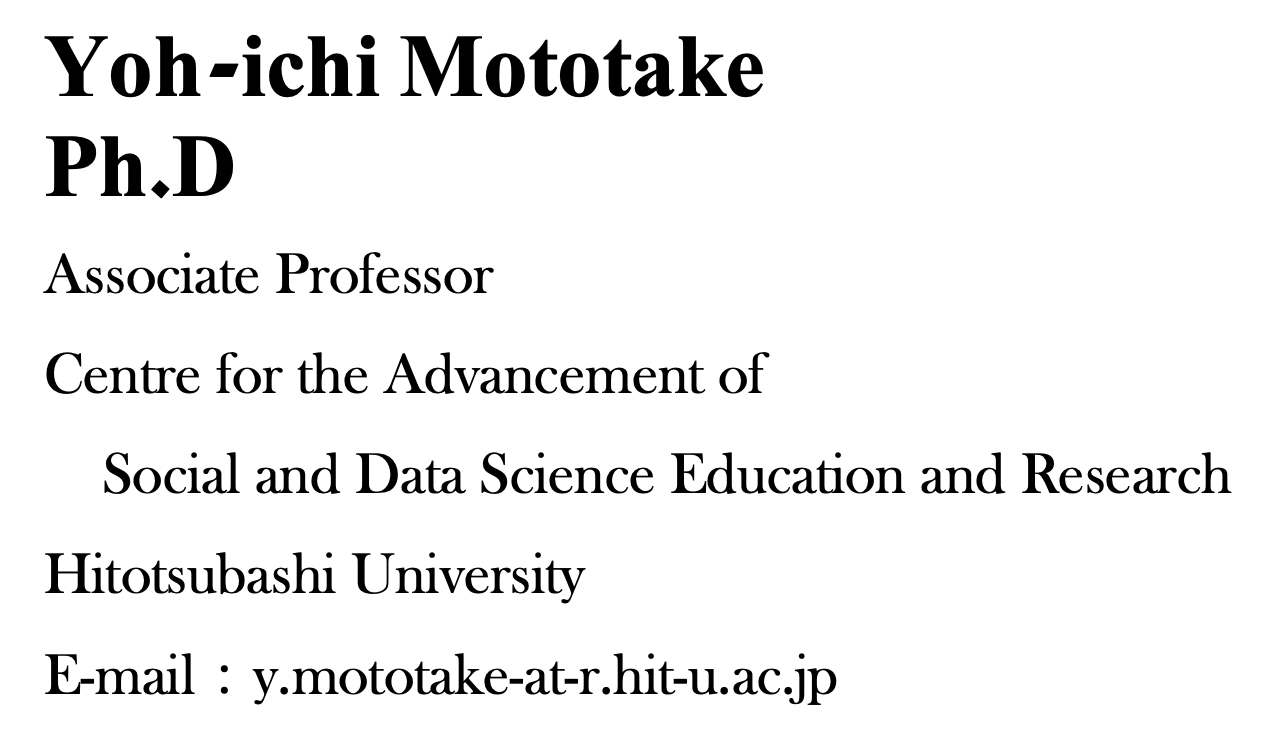 Yoh-ichi Mototake
Ph.D
Associate Professor
Centre for the Advancement of
Social and Data Science Education and Research
Hitotsubashi University
E-mail：y.mototake-at-r.hit-u.ac.jp